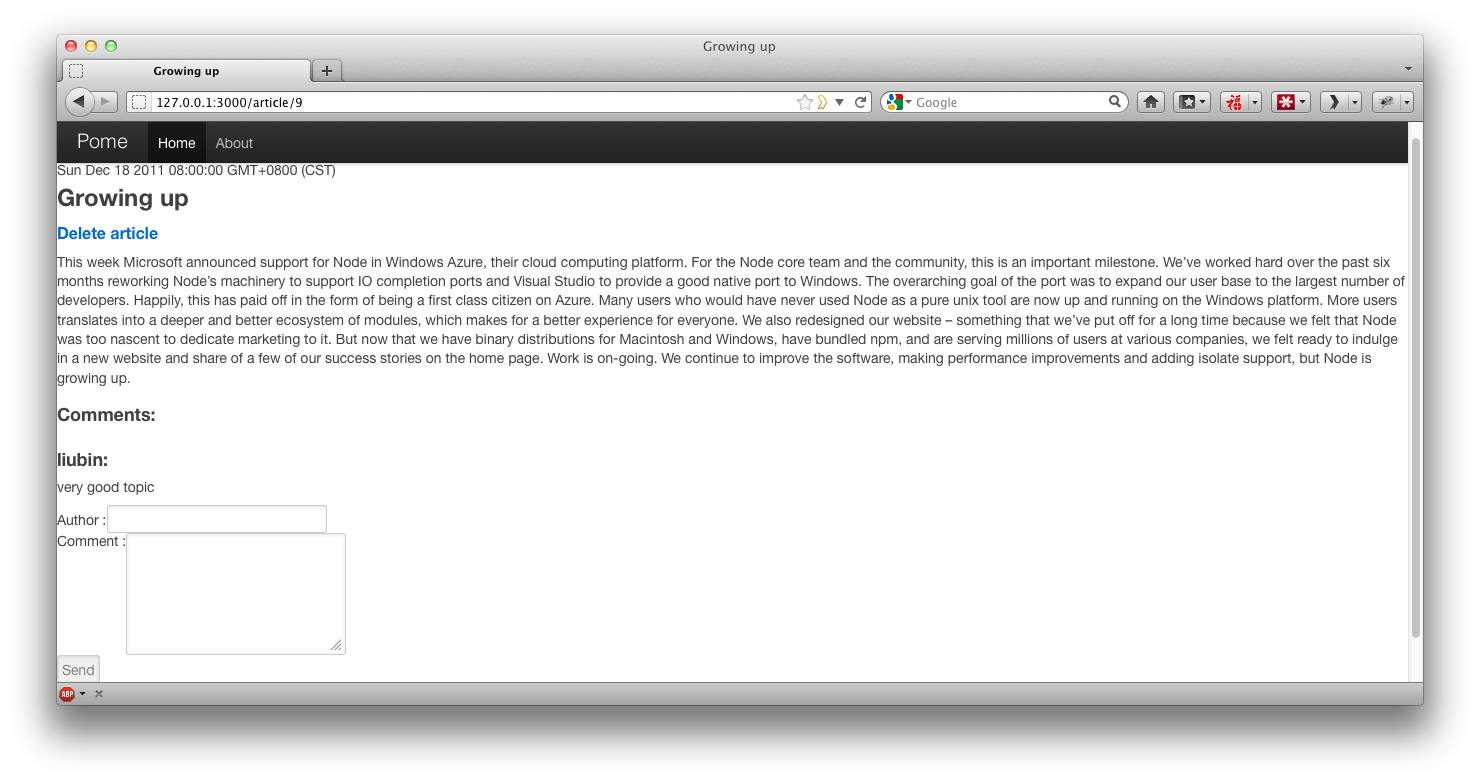 Growing up
Growing up
127.0.0.1:3000/article/9
Google
Pome Home About
Sun Dec 18 2011 08:00:00 GMT+0800 (CST)
Growing up
Delete article
This week Microsoft announced support for Node in Windows Azure, their cloud computing platform. For the Node core team and the community, this is an important milestone. We’ve worked hard over the past six
months reworking Node’s machinery to support IO completion ports and Visual Studio to provide a good native port to Windows. The overarching goal of the port was to expand our user base to the largest number of
developers. Happily, this has paid off in the form of being a first class citizen on Azure. Many users who would have never used Node as a pure unix tool are now up and running on the Windows platform. More users
translates into a deeper and better ecosystem of modules, which makes for a better experience for everyone. We also redesigned our website – something that we’ve put off for a long time because we felt that Node
was too nascent to dedicate marketing to it. But now that we have binary distributions for Macintosh and Windows, have bundled npm, and are serving millions of users at various companies, we felt ready to indulge
in a new website and share of a few of our success stories on the home page. Work is on-going. We continue to improve the software, making performance improvements and adding isolate support, but Node is
growing up.
Comments:
liubin:
very good topic
Author :
Comment :
Send
ABP